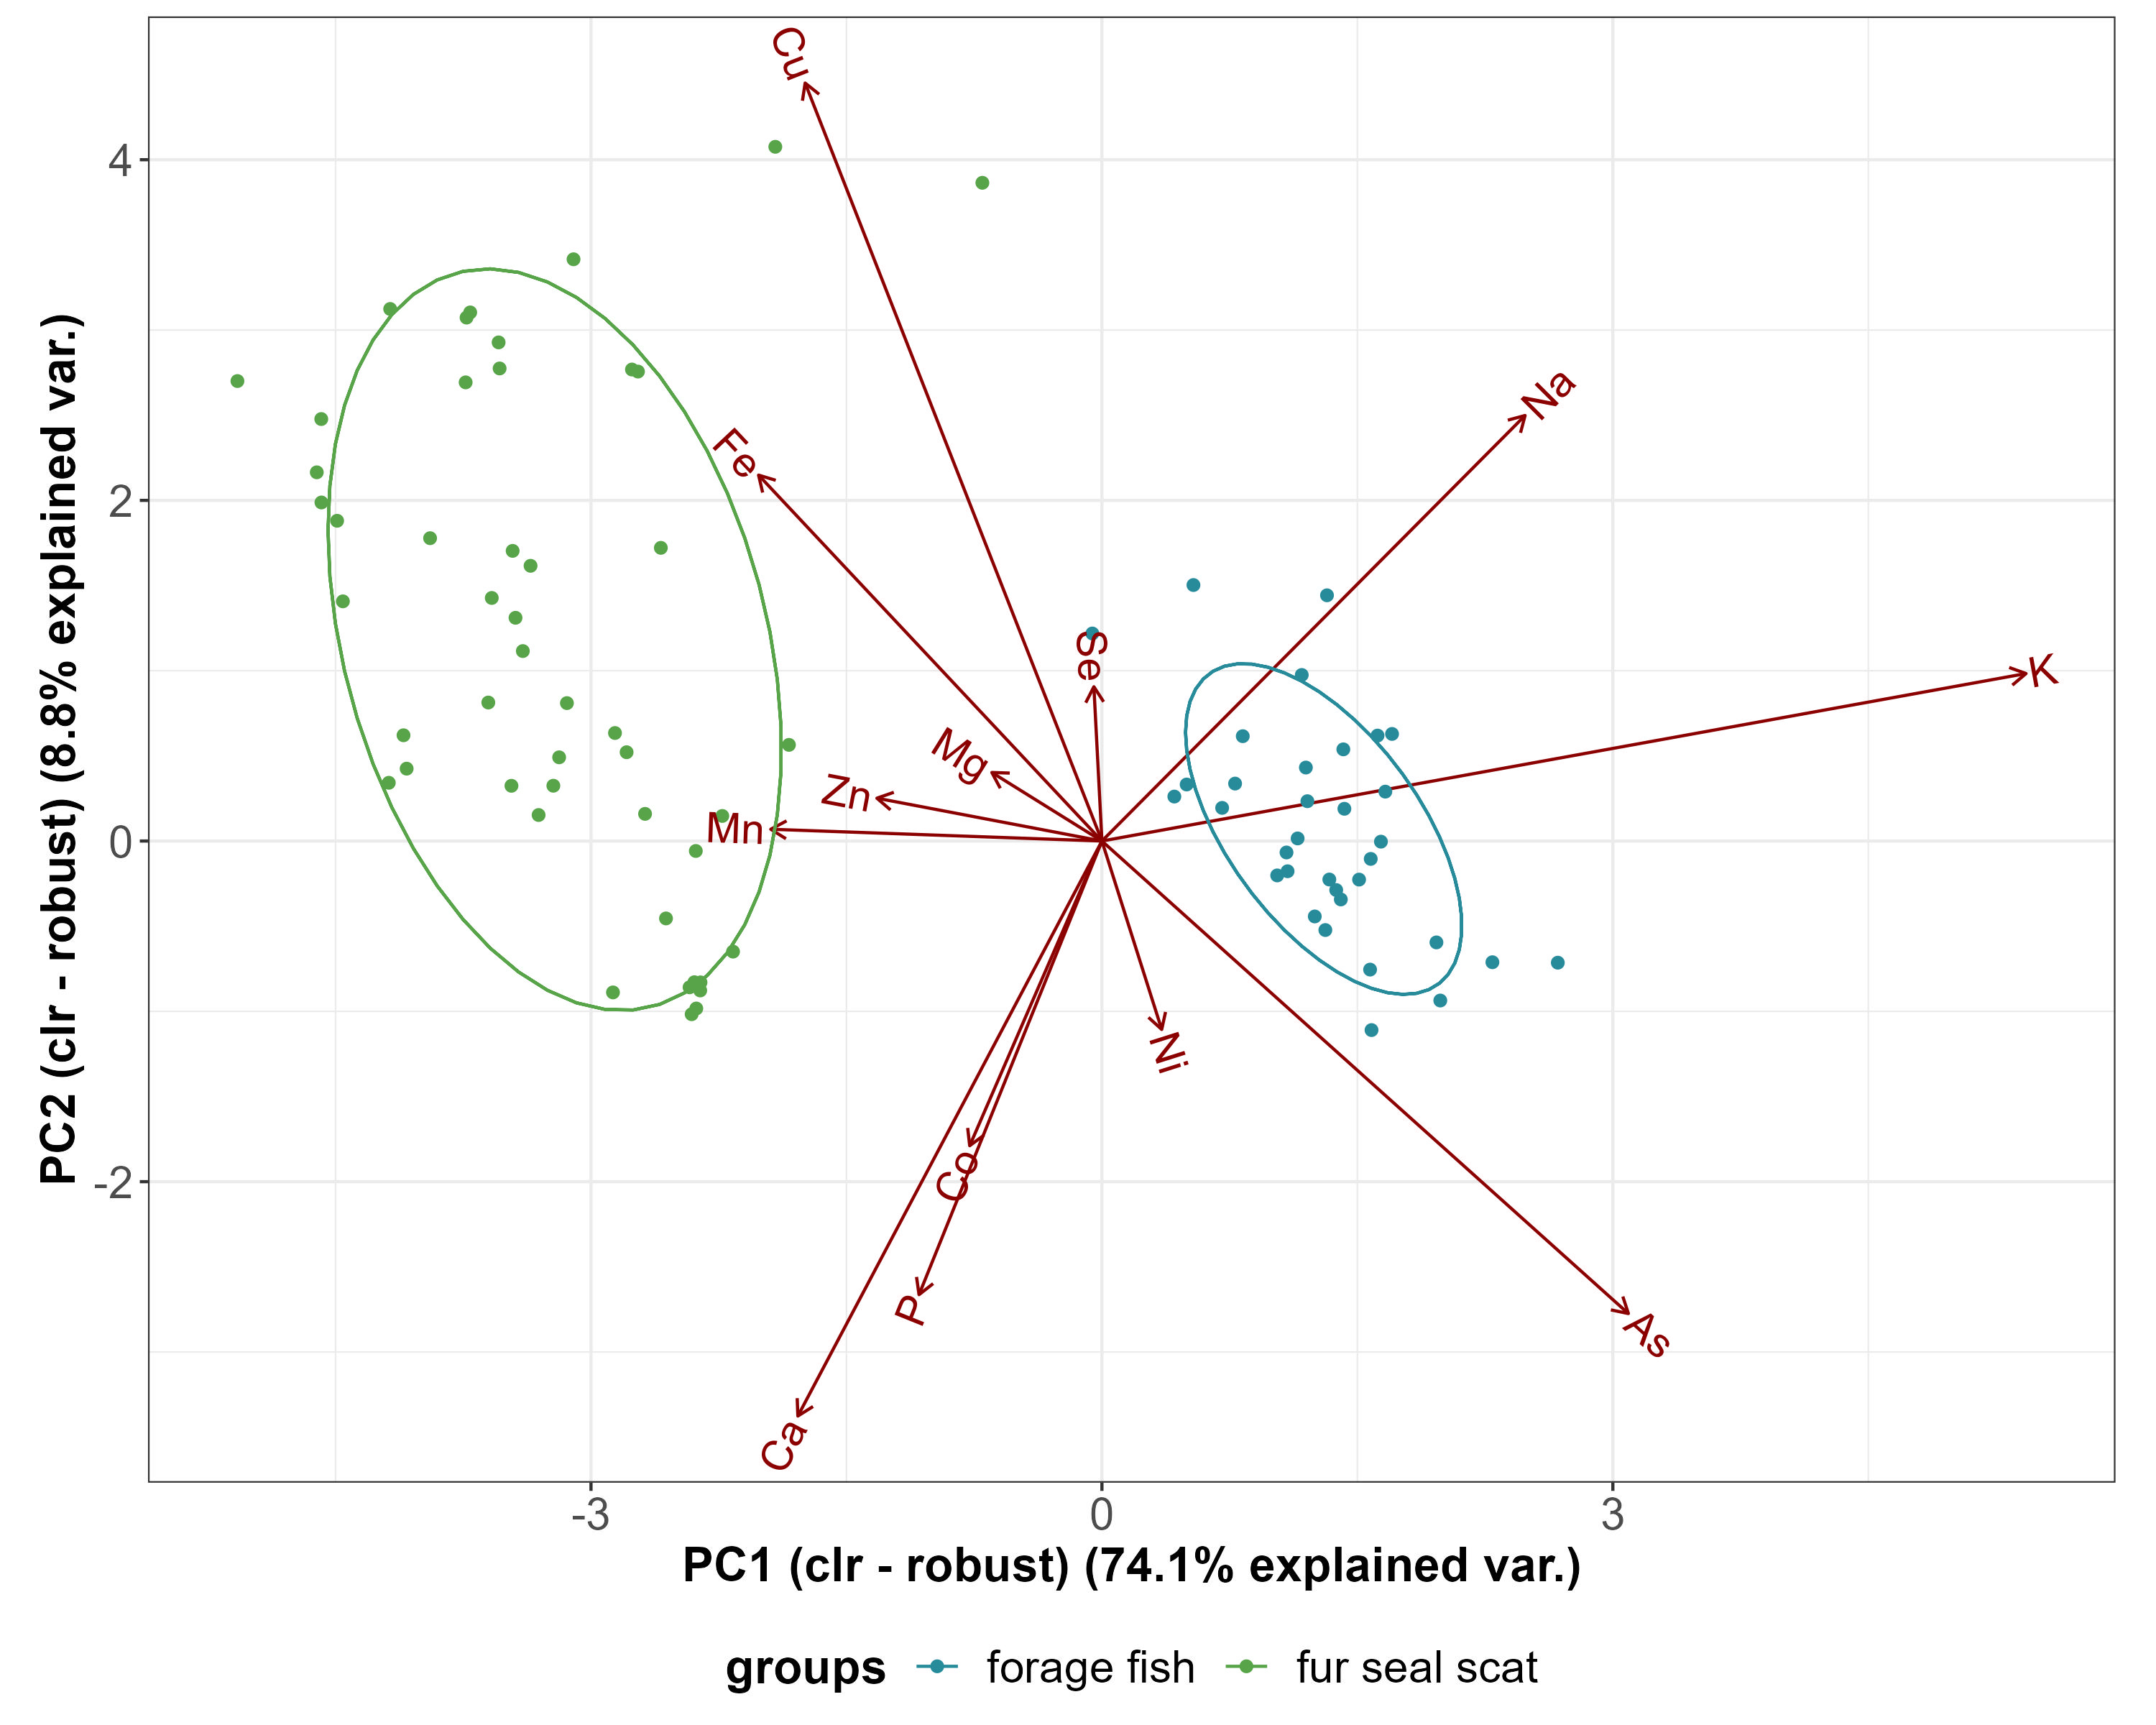 Cu
4
Na
Fe
2
Se
K
Mg
Zn
Mn
0
Ni
Co
-2
P
As
Ca
-3 0 3
PC2 (clr - robust) (8.8% explained var.)
PC1 (clr - robust) (74.1% explained var.)
groups forage fish fur seal scat